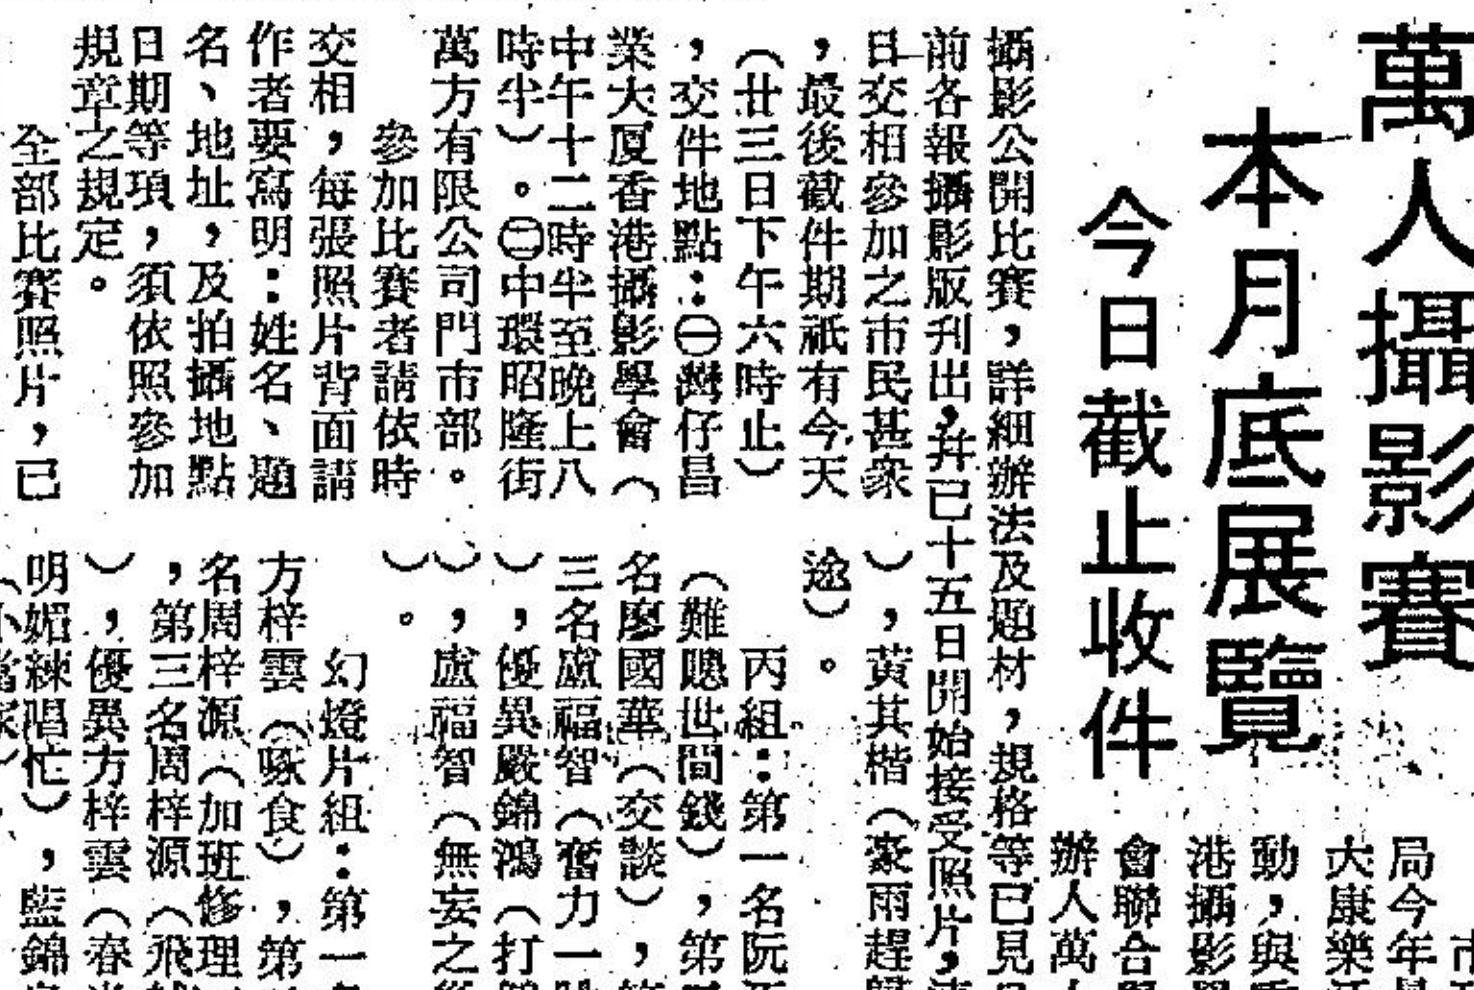 萬人攝影賽
本月底展覽
今日截止收件
局今年
大康樂
動，與
港攝影
會聯合
辦人萬
攝影公開比賽，詳細辦法及題材，規格等已見
前各報攝影版刋出，幷已十五日開始接受照片，
日交相參加之市民甚衆
，最後截件期祇有今天
（廿三日下午六時止）
，交件地點：㊀灣仔昌
業大厦香港攝影學會（
中午十二時半至晚上八
時半）。㊁中環昭隆街
萬方有限公司門市部。
參加比賽者請依時
交相，每張照片背面請
作者要寫明：姓名、題
名、地址，及拍攝地點
日期等項，須依照參加
規章之規定。
全部比賽照片，已
），黃其楷（豪雨趕
途）。
丙組：第一名阮
（難聰世間錢），第
名廖國華（交談），
三名盧福智（奮力一
），優異嚴錦鴻（打
），盧福智（無妄之
）。
幻燈片組：第一
方梓雲（啄食），第
名周梓源（加班修理
，第三名周梓源（飛
），優異方梓雲（春
明媚練唱忙），藍錦